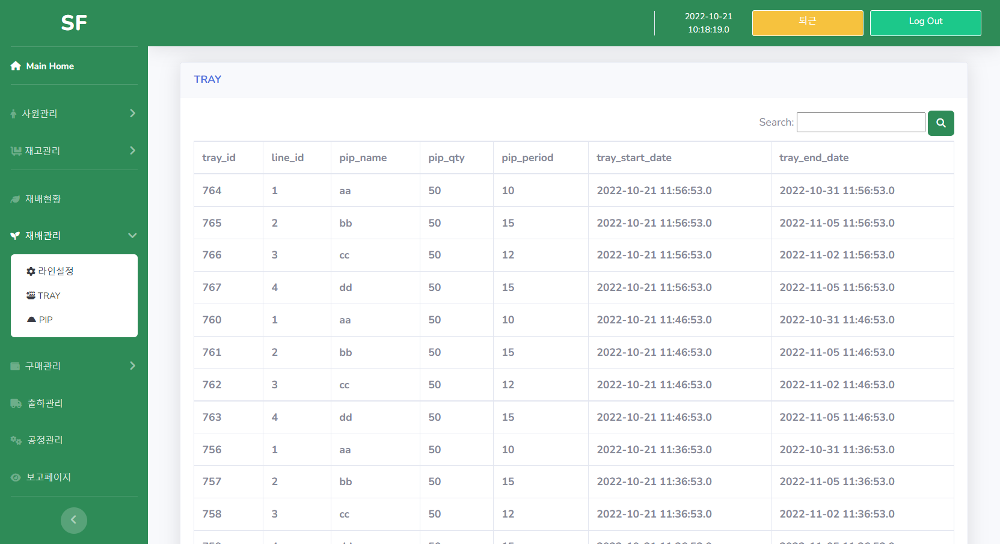 SF
2022-10-21
10:18:19.0
퇴근
Log Out
Main Home
사원관리
재고관리
재배현황
재배관리
라인설정
TRAY
PIP
구매관리
출하관리
공정관리
보고페이지
TRAY
Search:
tray_id line_id pip_name pip_qty pip_period tray_start_date tray_end_date
764 1 aa 50 10 2022-10-21 11:56:53.0 2022-10-31 11:56:53.0
765 2 bb 50 15 2022-10-21 11:56:53.0 2022-11-05 11:56:53.0
766 3 cc 50 12 2022-10-21 11:56:53.0 2022-11-02 11:56:53.0
767 4 dd 50 15 2022-10-21 11:56:53.0 2022-11-05 11:56:53.0
760 1 aa 50 10 2022-10-21 11:46:53.0 2022-10-31 11:46:53.0
761 2 bb 50 15 2022-10-21 11:46:53.0 2022-11-05 11:46:53.0
762 3 cc 50 12 2022-10-21 11:46:53.0 2022-11-02 11:46:53.0
763 4 dd 50 15 2022-10-21 11:46:53.0 2022-11-05 11:46:53.0
756 1 aa 50 10 2022-10-21 11:36:53.0 2022-10-31 11:36:53.0
757 2 bb 50 15 2022-10-21 11:36:53.0 2022-11-05 11:36:53.0
758 3 cc 50 12 2022-10-21 11:36:53.0 2022-11-02 11:36:53.0